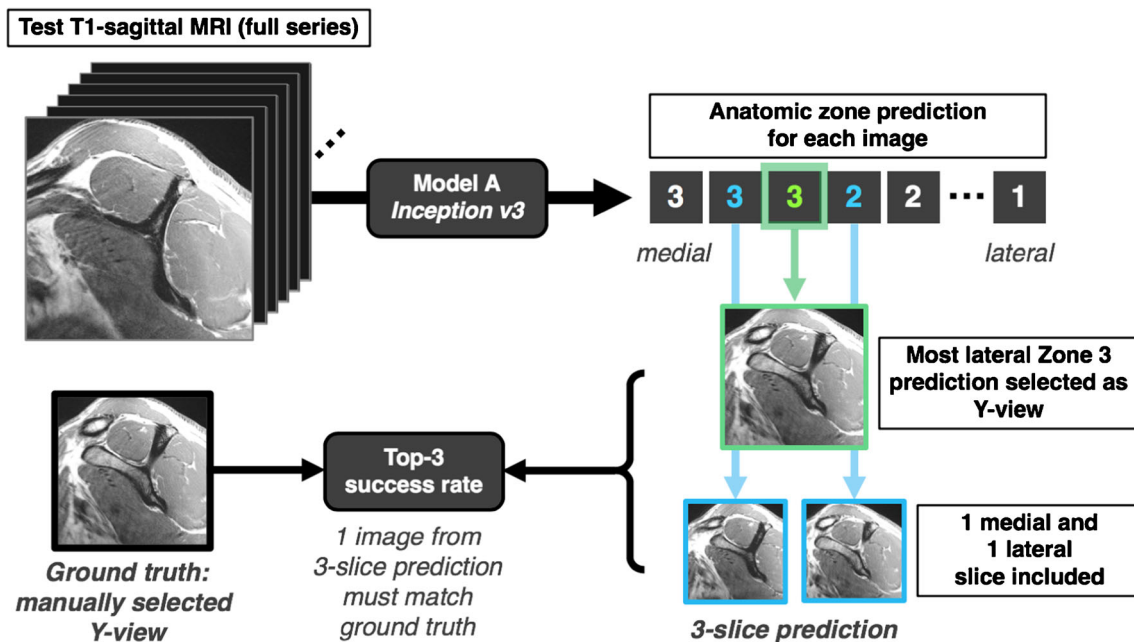 Test T1-sagittal MRI (full series)
Model A
Inception v3
Anatomic zone prediction
for each image
3 3 3 2 2 ... 1
medial
lateral
Most lateral Zone 3
prediction selected as
Y-view
Top-3
success rate
1 image from
3-slice prediction
must match
ground truth
Ground truth:
manually selected
Y-view
1 medial and
1 lateral
slice included
3-slice prediction